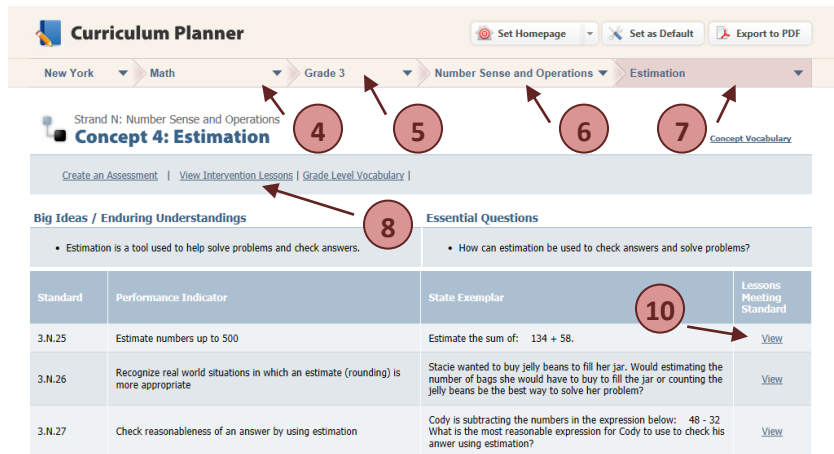 Curriculum Planner
Set Homepage
Set as Default
Export to PDF
New York
Math
Grade 3
Number Sense and Operations
Estimation
Strand N: Number Sense and Operations
Concept 4: Estimation
4
5
6
7
Concept Vocabulary
Create an Assessment | View Intervention Lessons | Grade Level Vocabulary |
8
Big Ideas / Enduring Understandings
Essential Questions
• Estimation is a tool used to help solve problems and check answers.
• How can estimation be used to check answers and solve problems?
Standard
Performance Indicator
State Exemplar
Lessons
Meeting
Standard
10
3.N.25
Estimate numbers up to 500
Estimate the sum of: 134 + 58.
View
3.N.26
Recognize real world situations in which an estimate (rounding) is
more appropriate
Stacie wanted to buy jelly beans to fill her jar. Would estimating the
number of bags she would have to buy to fill the jar or counting the
jelly beans be the best way to solve her problem?
View
3.N.27
Check reasonableness of an answer by using estimation
Cody is subtracting the numbers in the expression below: 48 - 32
What is the most reasonable expression for Cody to use to check his
anwer using estimation?
View